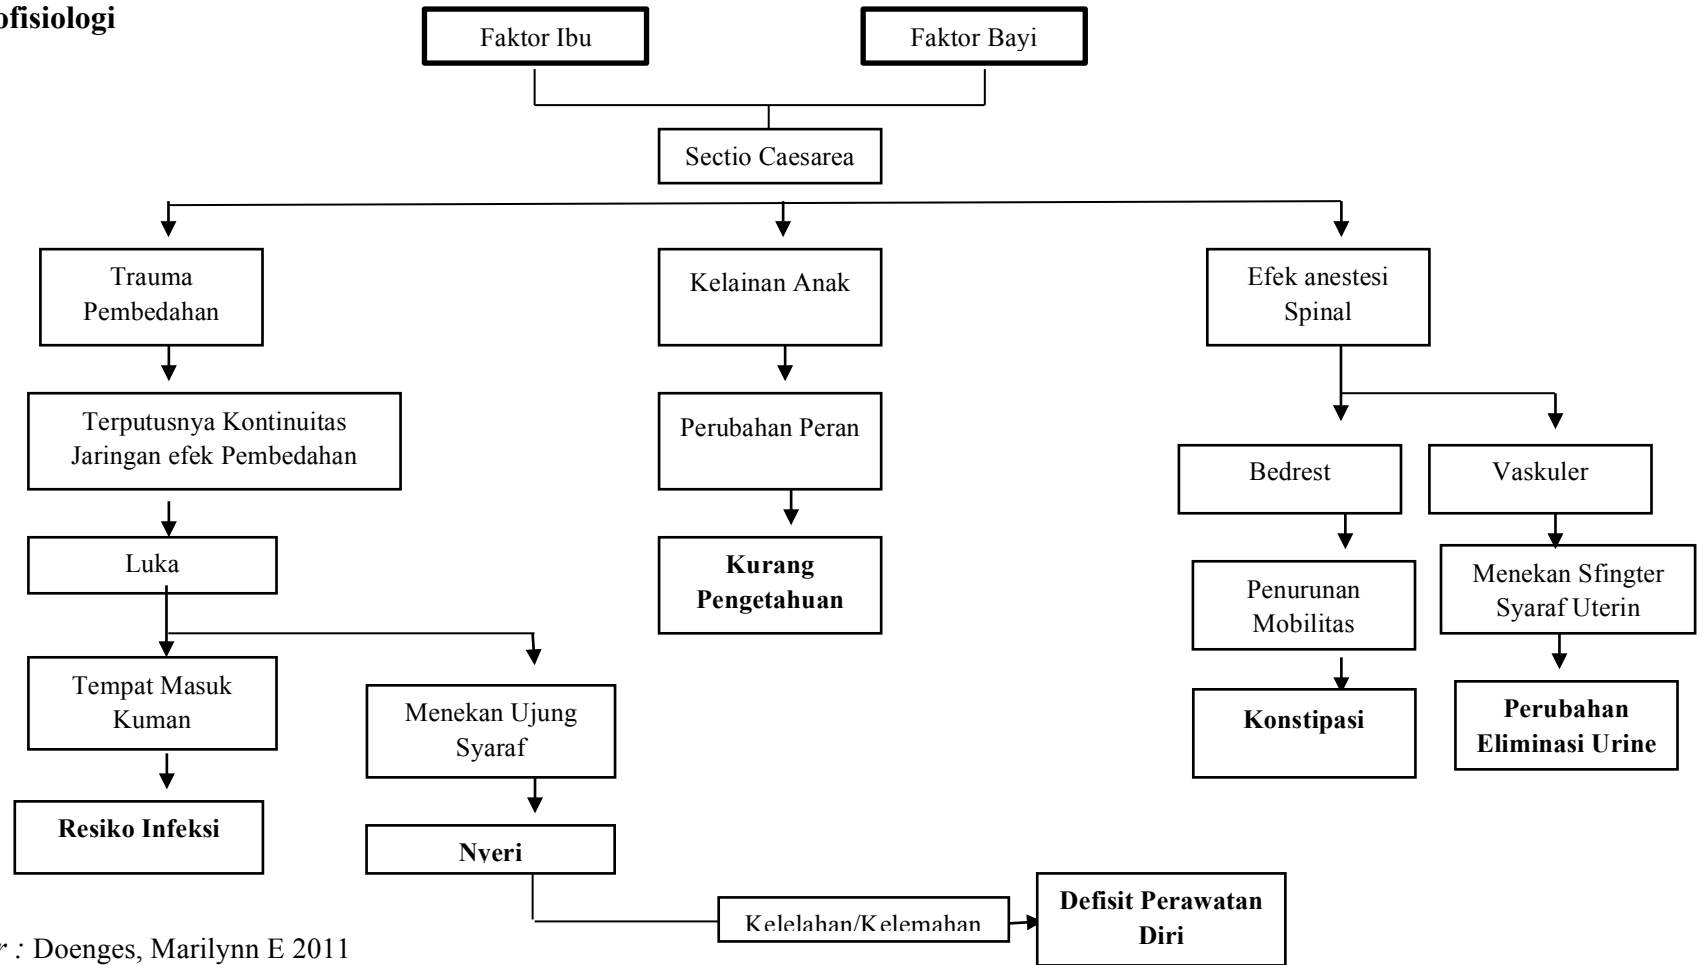 ofisiologi
Faktor Ibu
Faktor Bayi
Sectio Caesarea
Trauma
Pembedahan
Kelainan Anak
Efek anestesi
Spinal
Terputusnya Kontinuitas
Jaringan efek Pembedahan
Perubahan Peran
Bedrest
Vaskuler
Luka
Kurang
Pengetahuan
Penurunan
Mobilitas
Menekan Sfingter
Syaraf Uterin
Tempat Masuk
Kuman
Menekan Ujung
Syaraf
Konstipasi
Perubahan
Eliminasi Urine
Resiko Infeksi
Nyeri
Kelelahan/Kelemahan
Defisit Perawatan
Diri
r : Doenges, Marilynn E 2011